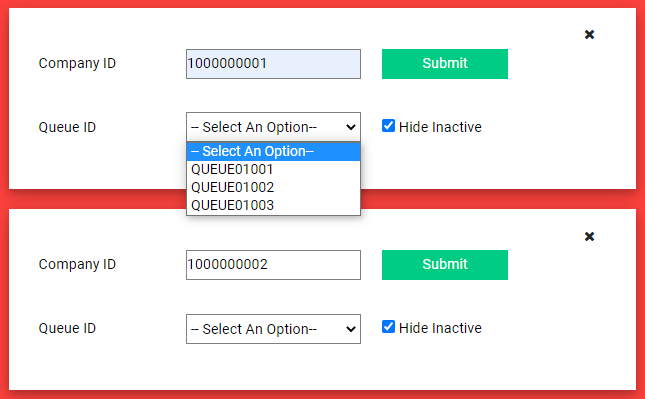 ✖
Company ID 1000000001 Submit
Queue ID -- Select An Option-- Hide Inactive
-- Select An Option--
QUEUE01001
QUEUE01002
QUEUE01003
✖
Company ID 1000000002 Submit
Queue ID -- Select An Option-- Hide Inactive